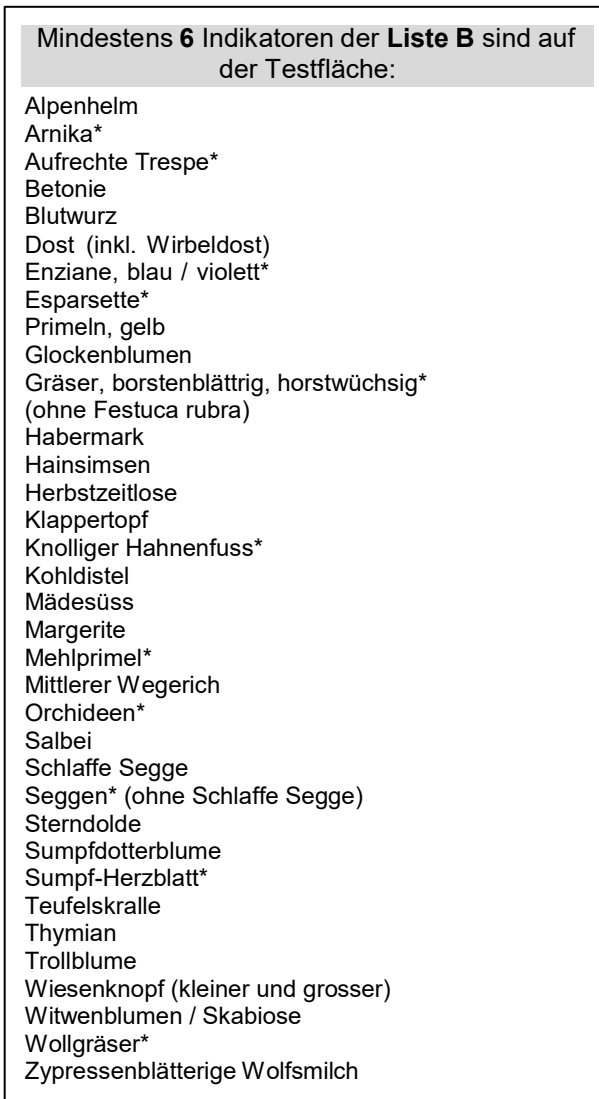 Mindestens 6 Indikatoren der Liste B sind auf
der Testfläche:
Alpenhelm
Arnika*
Aufrechte Trespe*
Betonie
Blutwurz
Dost (inkl. Wirbeldost)
Enziane, blau / violett*
Esparsette*
Primeln, gelb
Glockenblumen
Gräser, borstenblättrig, horstwüchsig*
(ohne Festuca rubra)
Habermark
Hainsimsen
Herbstzeitlose
Klappertopf
Knolliger Hahnenfuss*
Kohldistel
Mädesüss
Margerite
Mehlprimel*
Mittlerer Wegerich
Orchideen*
Salbei
Schlaffe Segge
Seggen* (ohne Schlaffe Segge)
Sterndolde
Sumpfdotterblume
Sumpf-Herzblatt*
Teufelskralle
Thymian
Trollblume
Wiesenknopf (kleiner und grosser)
Witwenblumen / Skabiose
Wollgräser*
Zypressenblätterige Wolfsmilch